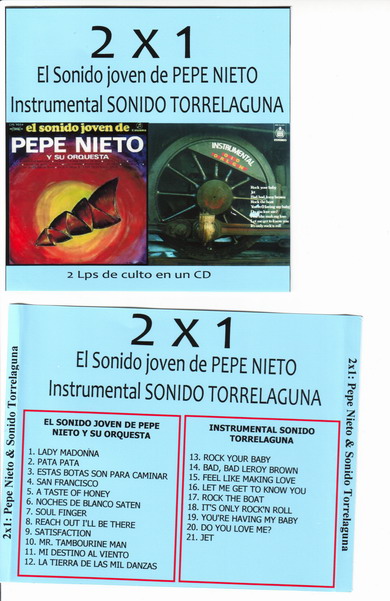 2 X 1
El Sonido joven de PEPE NIETO
Instrumental SONIDO TORRELAGUNA
el sonido joven de
PEPE NIETO
Y SU ORQUESTA
INSTRUMENTAL
Rock your baby
Jet
Bad, bad Leroy Brown
2 Lps de culto en un CD
2 X 1
El Sonido joven de PEPE NIETO
Instrumental SONIDO TORRELAGUNA
2x1: Pepe Nieto & Sonido Torrelaguna
EL SONIDO JOVEN DE PEPE
NIETO Y SU ORQUESTA
1. LADY MADONNA
2. PATA PATA
3. ESTAS BOTAS SON PARA CAMINAR
4. SAN FRANCISCO
5. A TASTE OF HONEY
6. NOCHES DE BLANCO SATEN
7. SOUL FINGER
8. REACH OUT I'LL BE THERE
9. SATISFACTION
10. MR. TAMBOURINE MAN
11. MI DESTINO AL VIENTO
12. LA TIERRA DE LAS MIL DANZAS
INSTRUMENTAL SONIDO
TORRELAGUNA
13. ROCK YOUR BABY
14. BAD, BAD LEROY BROWN
15. FEEL LIKE MAKING LOVE
16. LET ME GET TO KNOW YOU
17. ROCK THE BOAT
18. IT'S ONLY ROCK'N ROLL
19. YOU'RE HAVING MY BABY
20. DO YOU LOVE ME?
21. JET
2x1: Pepe Nieto & Sonido Torrelaguna